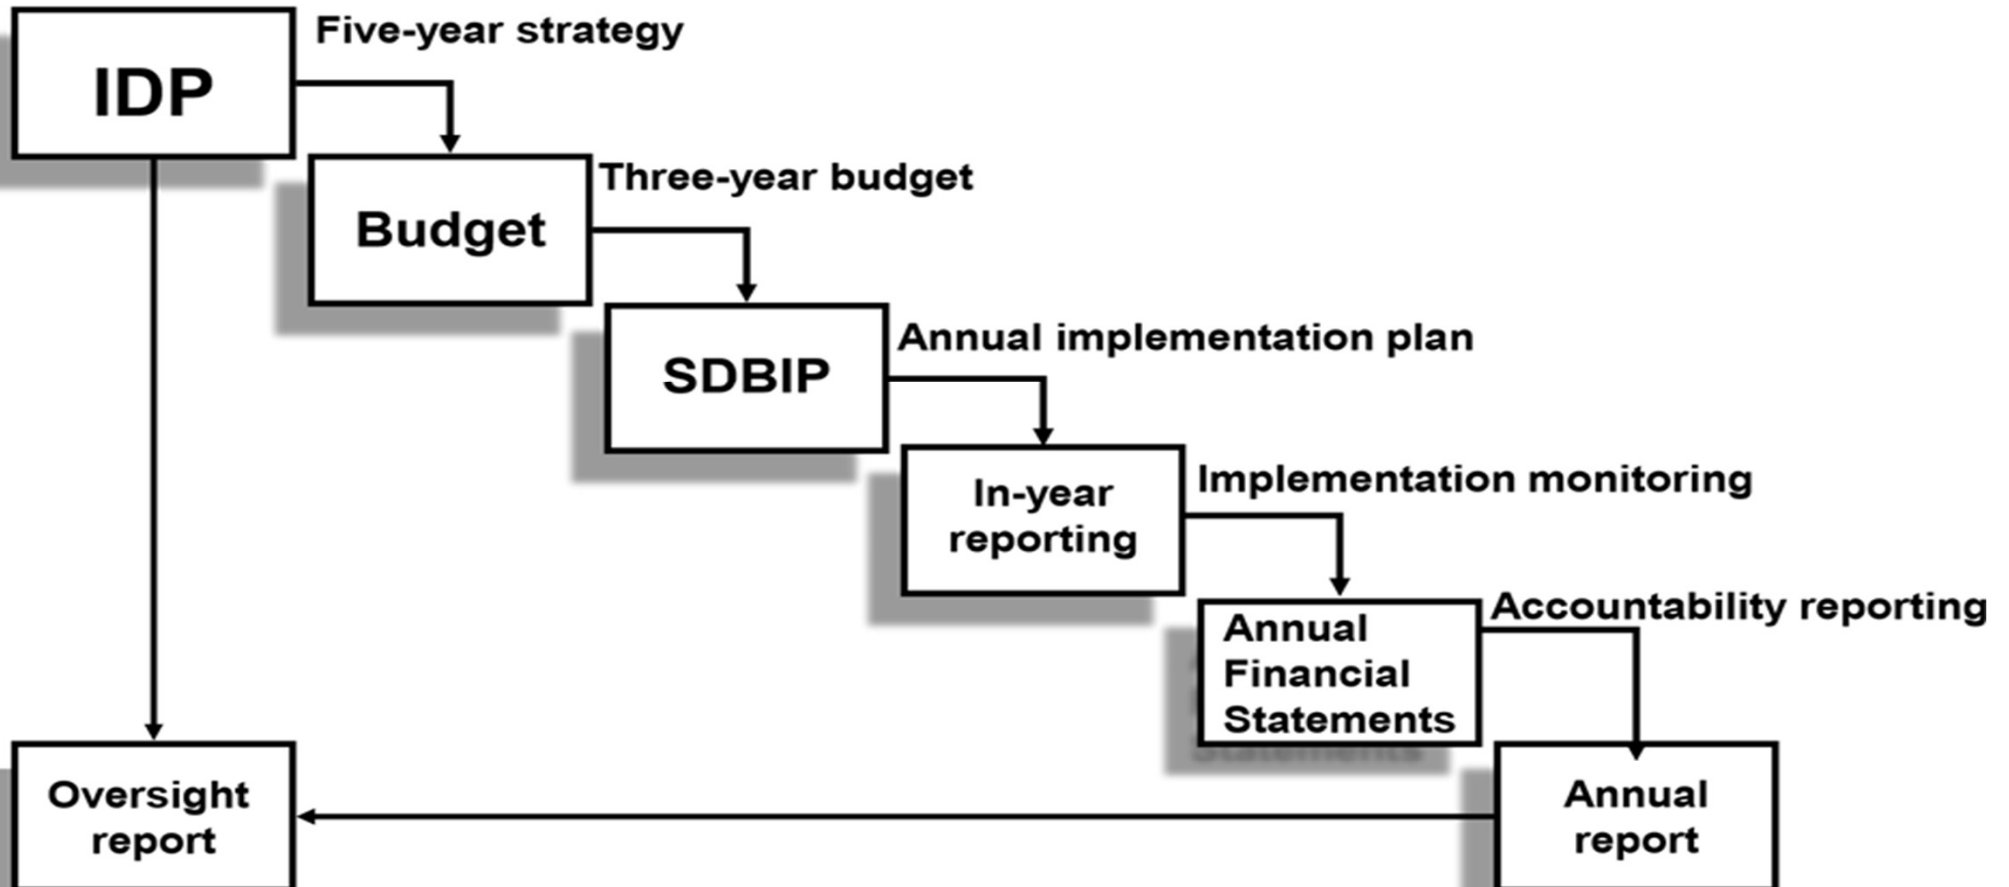 Five-year strategy
IDP
Three-year budget
Budget
Annual implementation plan
SDBIP
Implementation monitoring
In-year
reporting
Accountability reporting
Annual
Financial
Statements
Oversight
report
Annual
report